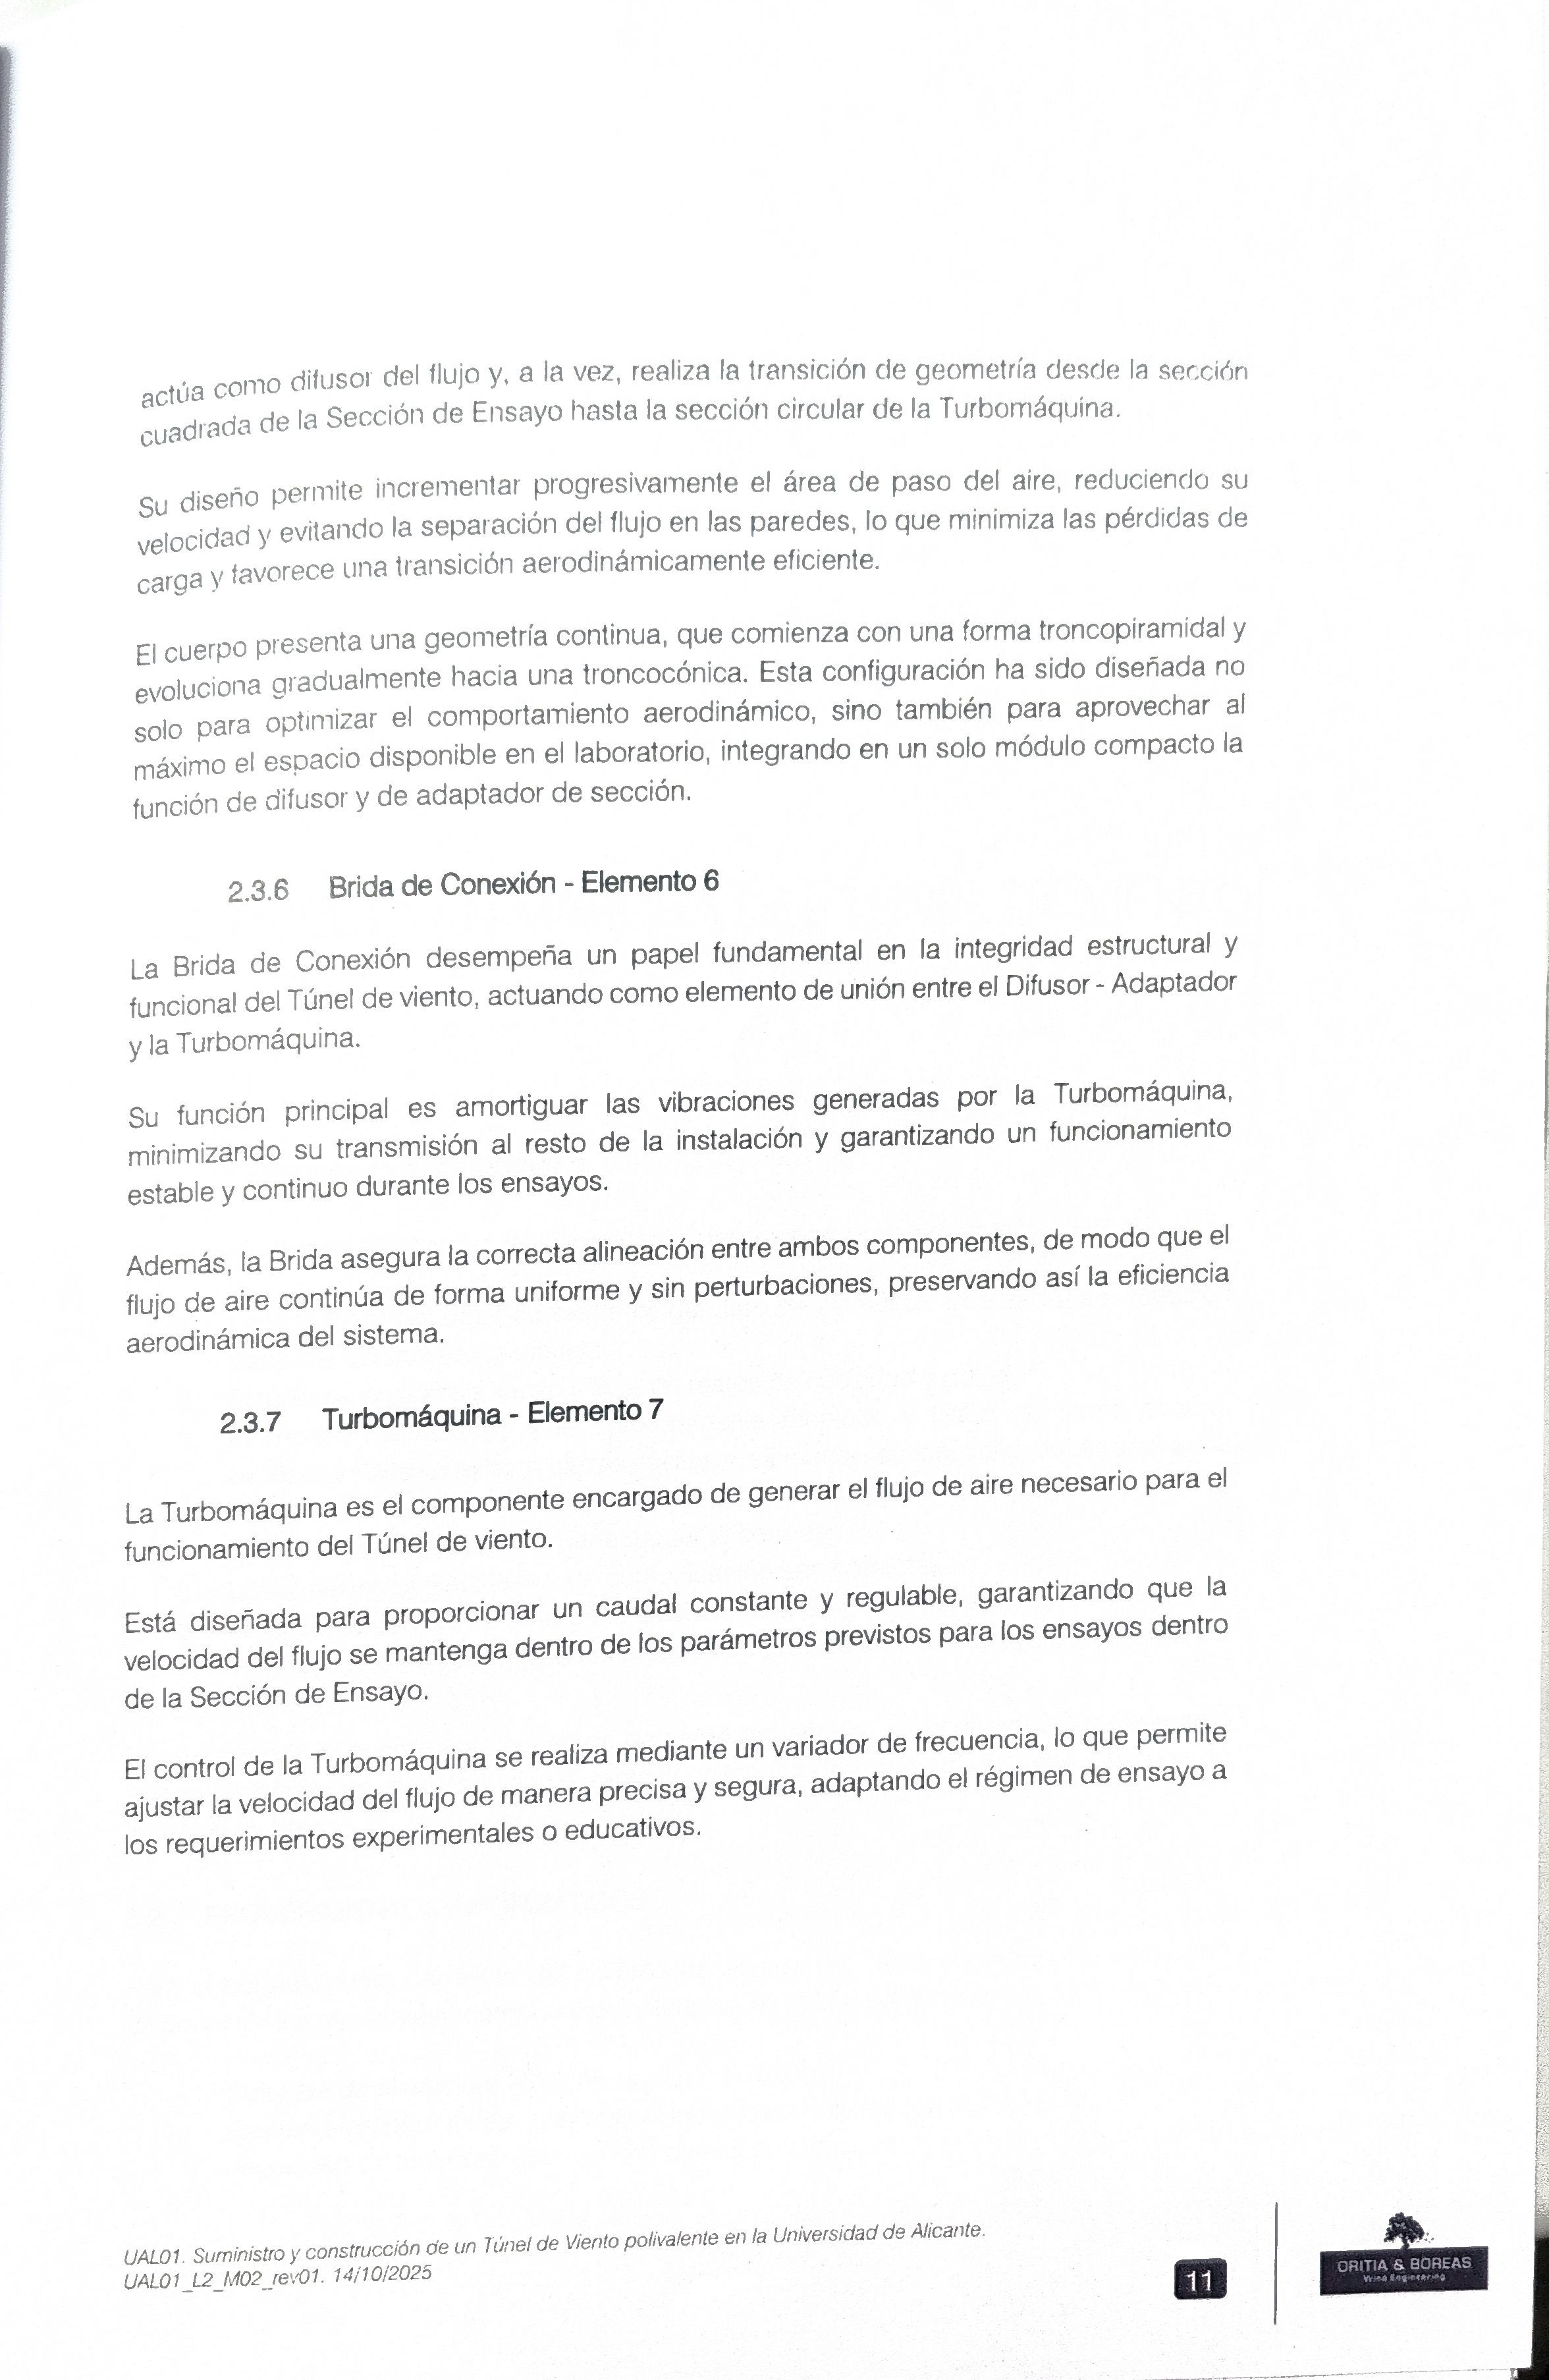 actúa como difusor del flujo y, a la vez, realiza la transición de geometría desde la sección
cuadrada de la Sección de Ensayo hasta la sección circular de la Turbomáquina.
Su diseño permite incrementar progresivamente el área de paso del aire, reduciendo su
velocidad y evitando la separación del flujo en las paredes, lo que minimiza las pérdidas de
carga y favorece una transición aerodinámicamente eficiente.
El cuerpo presenta una geometría continua, que comienza con una forma troncopiramidal y
evoluciona gradualmente hacia una troncocónica. Esta configuración ha sido diseñada no
solo para optimizar el comportamiento aerodinámico, sino también para aprovechar al
máximo el espacio disponible en el laboratorio, integrando en un solo módulo compacto la
función de difusor y de adaptador de sección.
2.3.6 Brida de Conexión - Elemento 6
La Brida de Conexión desempeña un papel fundamental en la integridad estructural y
funcional del Túnel de viento, actuando como elemento de unión entre el Difusor - Adaptador
y la Turbomáquina.
Su función principal es amortiguar las vibraciones generadas por la Turbomáquina,
minimizando su transmisión al resto de la instalación y garantizando un funcionamiento
estable y continuo durante los ensayos.
Además, la Brida asegura la correcta alineación entre ambos componentes, de modo que el
flujo de aire continúa de forma uniforme y sin perturbaciones, preservando así la eficiencia
aerodinámica del sistema.
2.3.7 Turbomáquina - Elemento 7
La Turbomáquina es el componente encargado de generar el flujo de aire necesario para el
funcionamiento del Túnel de viento.
Está diseñada para proporcionar un caudal constante y regulable, garantizando que la
velocidad del flujo se mantenga dentro de los parámetros previstos para los ensayos dentro
de la Sección de Ensayo.
El control de la Turbomáquina se realiza mediante un variador de frecuencia, lo que permite
ajustar la velocidad del flujo de manera precisa y segura, adaptando el régimen de ensayo a
los requerimientos experimentales o educativos.
UAL01. Suministro y construcción de un Túnel de Viento polivalente en la Universidad de Alicante.
UAL01_L2_M02_rev01. 14/10/2025
11
ORITIA & BOREAS
Wind Engineering